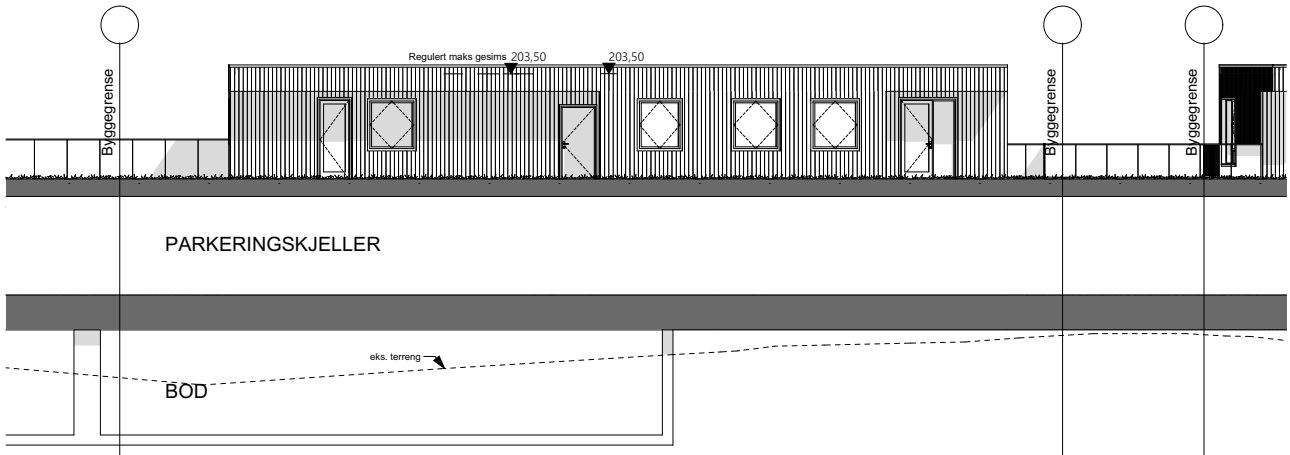 Regulert maks gesims 203,50
203,50
Byggegrense
Byggegrense
Byggegrense
PARKERINGSKJELLER
eks. terreng
BOD